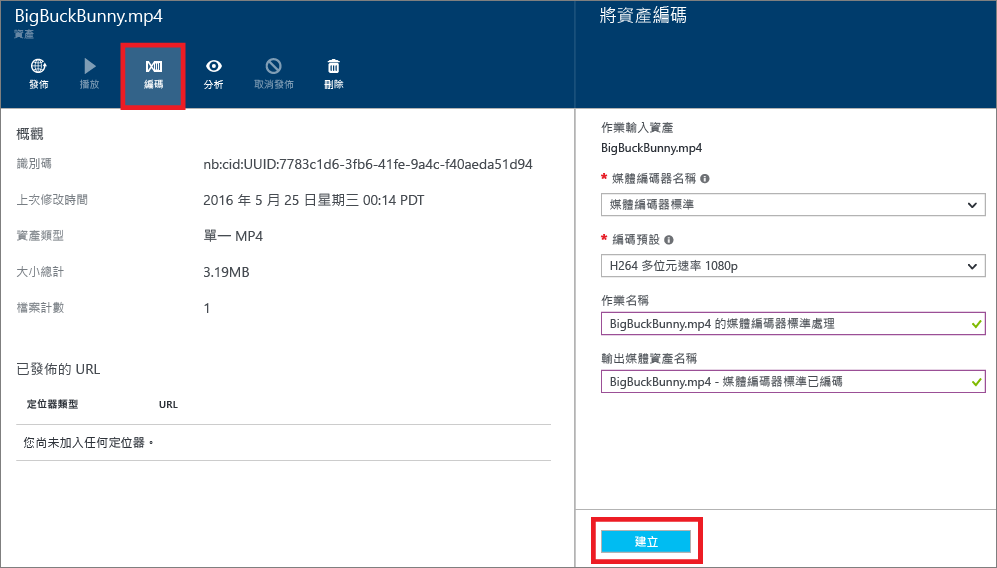 BigBuckBunny.mp4
資產
發佈
播放
編碼
分析
取消發佈
刪除
概觀
識別碼 nb:cid:UUID:7783c1d6-3fb6-41fe-9a4c-f40aeda51d94
上次修改時間 2016 年 5 月 25 日星期三 00:14 PDT
資產類型 單一 MP4
大小總計 3.19MB
檔案計數 1
已發佈的 URL
定位器類型 URL
您尚未加入任何定位器。
將資產編碼
作業輸入資產
BigBuckBunny.mp4
* 媒體編碼器名稱
媒體編碼器標準
* 編碼預設
H264 多位元速率 1080p
作業名稱
BigBuckBunny.mp4 的媒體編碼器標準處理
輸出媒體資產名稱
BigBuckBunny.mp4 - 媒體編碼器標準已編碼
建立